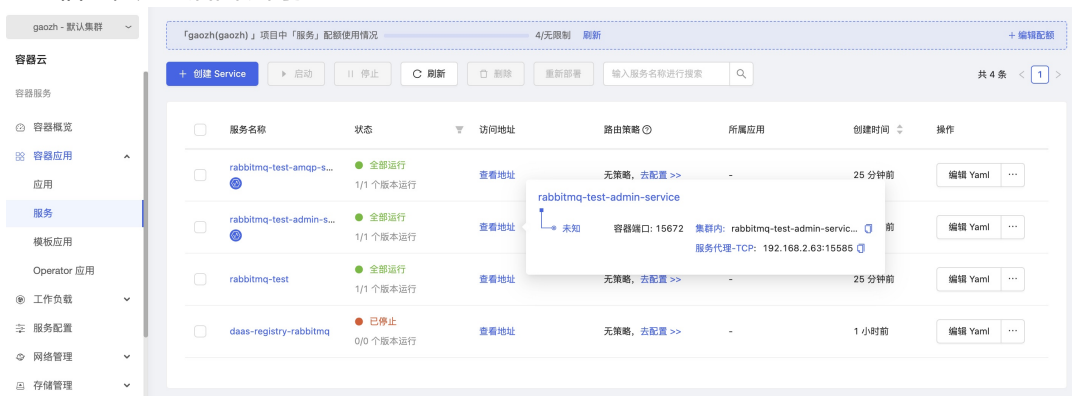 gaozh - 默认集群
容器云
容器服务
容器概览
容器应用
应用
服务
模板应用
Operator 应用
工作负载
服务配置
网络管理
存储管理
「gaozh(gaozh) 」项目中「服务」配额使用情况 4/无限制 刷新 + 编辑配额
+ 创建 Service 启动 停止 刷新 删除 重新部署 输入服务名称进行搜索 共 4 条 < 1 >
服务名称 状态 访问地址 路由策略 所属应用 创建时间 操作
rabbitmq-test-amqp-s... 全部运行 查看地址 无策略，去配置 >> - 25 分钟前 编辑 Yaml ...
1/1 个版本运行
rabbitmq-test-admin-s... 全部运行 查看地址 前 编辑 Yaml ...
1/1 个版本运行
rabbitmq-test-admin-service
未知 容器端口: 15672 集群内: rabbitmq-test-admin-servic...
服务代理-TCP: 192.168.2.63:15585
rabbitmq-test 全部运行 查看地址 无策略，去配置 >> - 25 分钟前 编辑 Yaml ...
1/1 个版本运行
daas-registry-rabbitmq 已停止 查看地址 无策略，去配置 >> - 1 小时前 编辑 Yaml ...
0/0 个版本运行